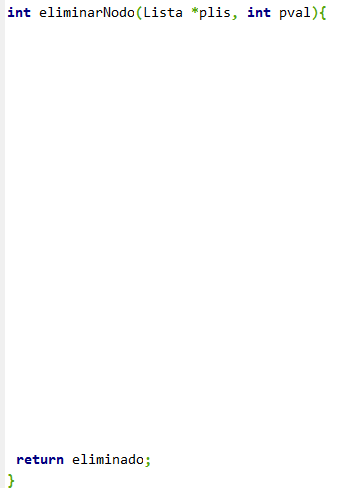 int eliminarNodo(Lista *plis, int pval){
return eliminado;
}